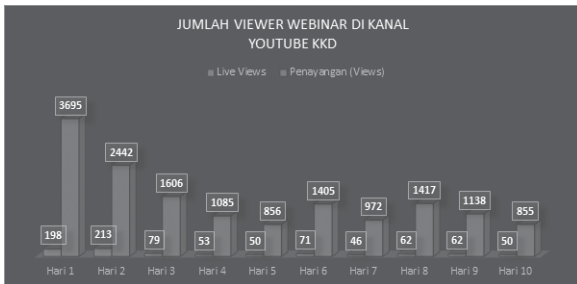 JUMLAH VIEWER WEBINAR DI KANAL
YOUTUBE KKD
Live Views Penayangan (Views)
3695
2442
1606
1085
856
1405
972
1417
1138
855
198 213 79 53 50 71 46 62 62 50
Hari 1 Hari 2 Hari 3 Hari 4 Hari 5 Hari 6 Hari 7 Hari 8 Hari 9 Hari 10